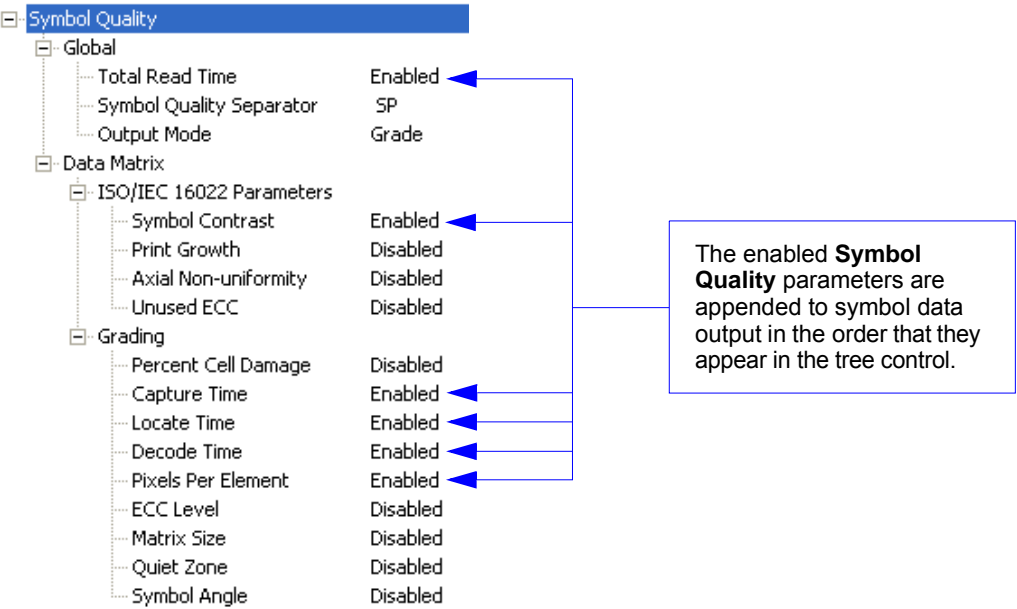 Symbol Quality
Global
Total Read Time Enabled
Symbol Quality Separator SP
Output Mode Grade
Data Matrix
ISO/IEC 16022 Parameters
Symbol Contrast Enabled
Print Growth Disabled
Axial Non-uniformity Disabled
Unused ECC Disabled
Grading
Percent Cell Damage Disabled
Capture Time Enabled
Locate Time Enabled
Decode Time Enabled
Pixels Per Element Enabled
ECC Level Disabled
Matrix Size Disabled
Quiet Zone Disabled
Symbol Angle Disabled
The enabled Symbol
Quality parameters are
appended to symbol data
output in the order that they
appear in the tree control.